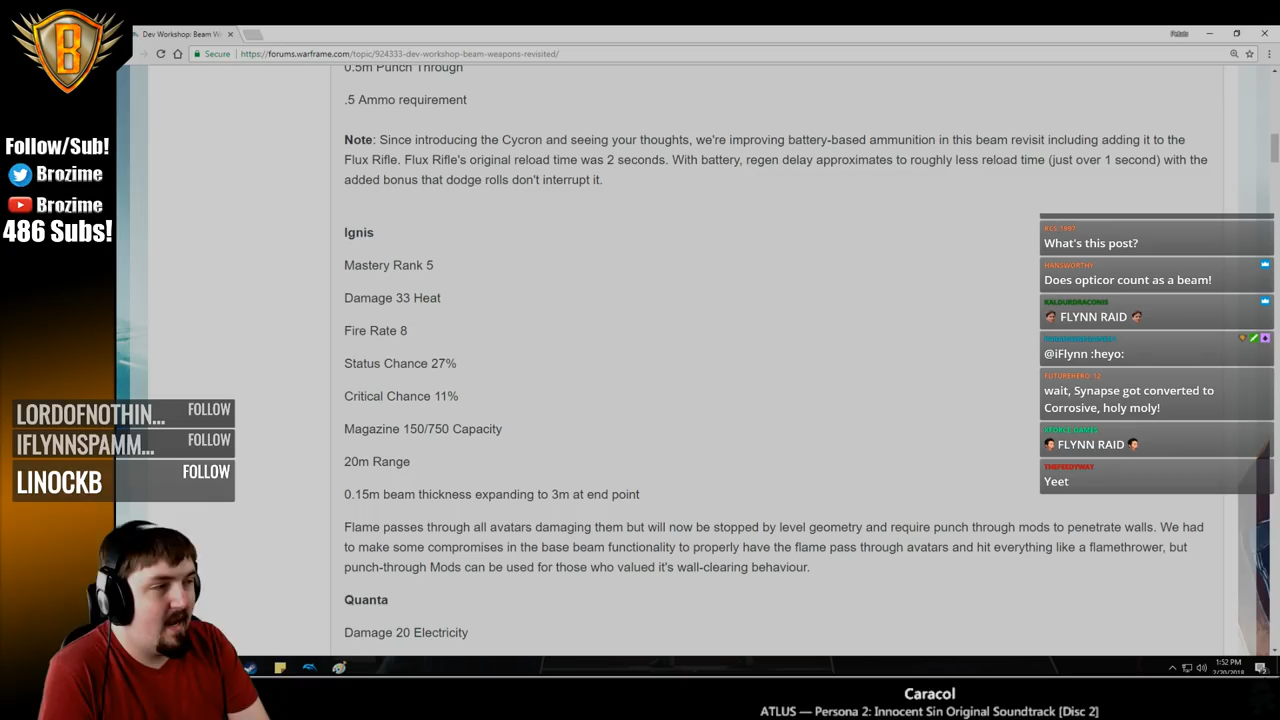 B
Follow/Sub!
Brozime
Brozime
486 Subs!
LORDOFNOTHIN... FOLLOW
IFLYNNSPAMM... FOLLOW
LINOCKB FOLLOW
Dev Workshop: Beam W
Secure
https://forums.warframe.com/topic/924333-dev-workshop-beam-weapons-revisited/
0.5m Punch Through
.5 Ammo requirement
Note: Since introducing the Cycron and seeing your thoughts, we're improving battery-based ammunition in this beam revisit including adding it to the
Flux Rifle. Flux Rifle's original reload time was 2 seconds. With battery, regen delay approximates to roughly less reload time (just over 1 second) with the
added bonus that dodge rolls don't interrupt it.
Ignis
Mastery Rank 5
Damage 33 Heat
Fire Rate 8
Status Chance 27%
Critical Chance 11%
Magazine 150/750 Capacity
20m Range
0.15m beam thickness expanding to 3m at end point
Flame passes through all avatars damaging them but will now be stopped by level geometry and require punch through mods to penetrate walls. We had
to make some compromises in the base beam functionality to properly have the flame pass through avatars and hit everything like a flamethrower, but
punch-through Mods can be used for those who valued it's wall-clearing behaviour.
Quanta
Damage 20 Electricity
What's this post?
HANSWORTHY
Does opticor count as a beam!
KALDURDRACONIS
FLYNN RAID
@iFlynn :heyo:
FUTUREHERO 12
wait, Synapse got converted to
Corrosive, holy moly!
FLYNN RAID
Yeet
1:52 PM
2/20/2018
Caracol
ATLUS — Persona 2: Innocent Sin Original Soundtrack [Disc 2]